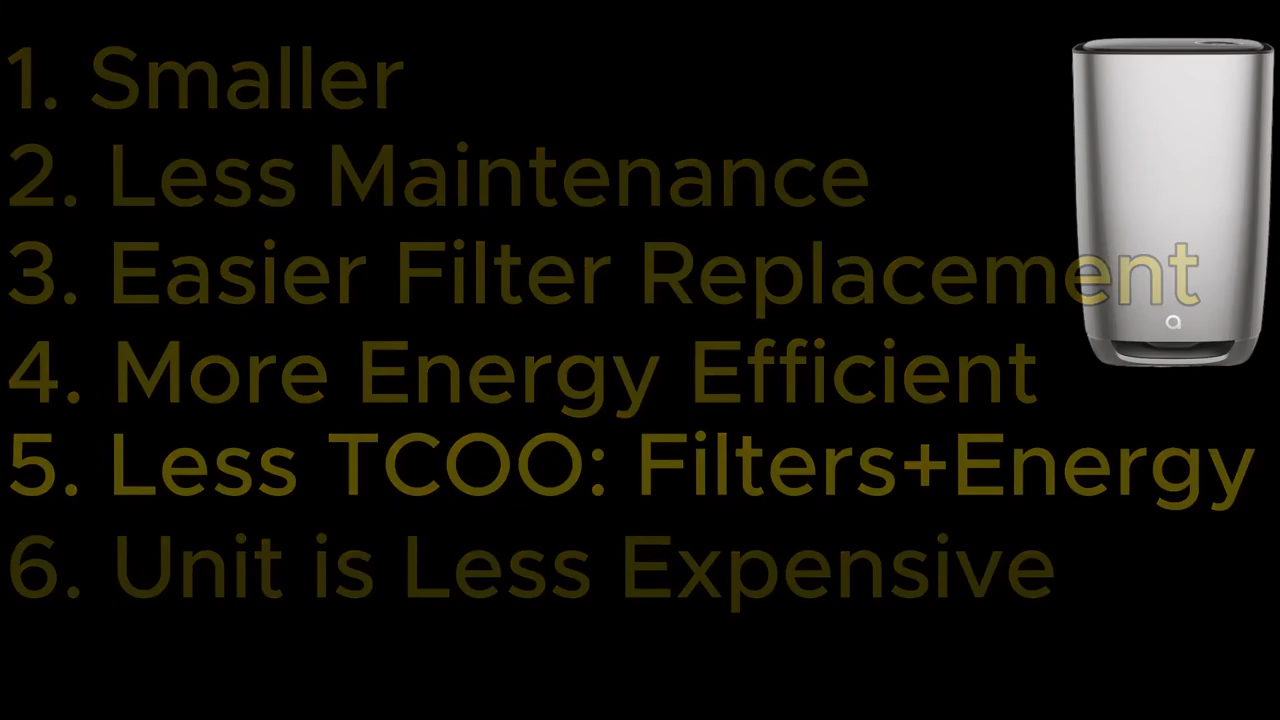 1. Smaller
2. Less Maintenance
3. Easier Filter Replacement
4. More Energy Efficient
5. Less TCOO: Filters+Energy
6. Unit is Less Expensive